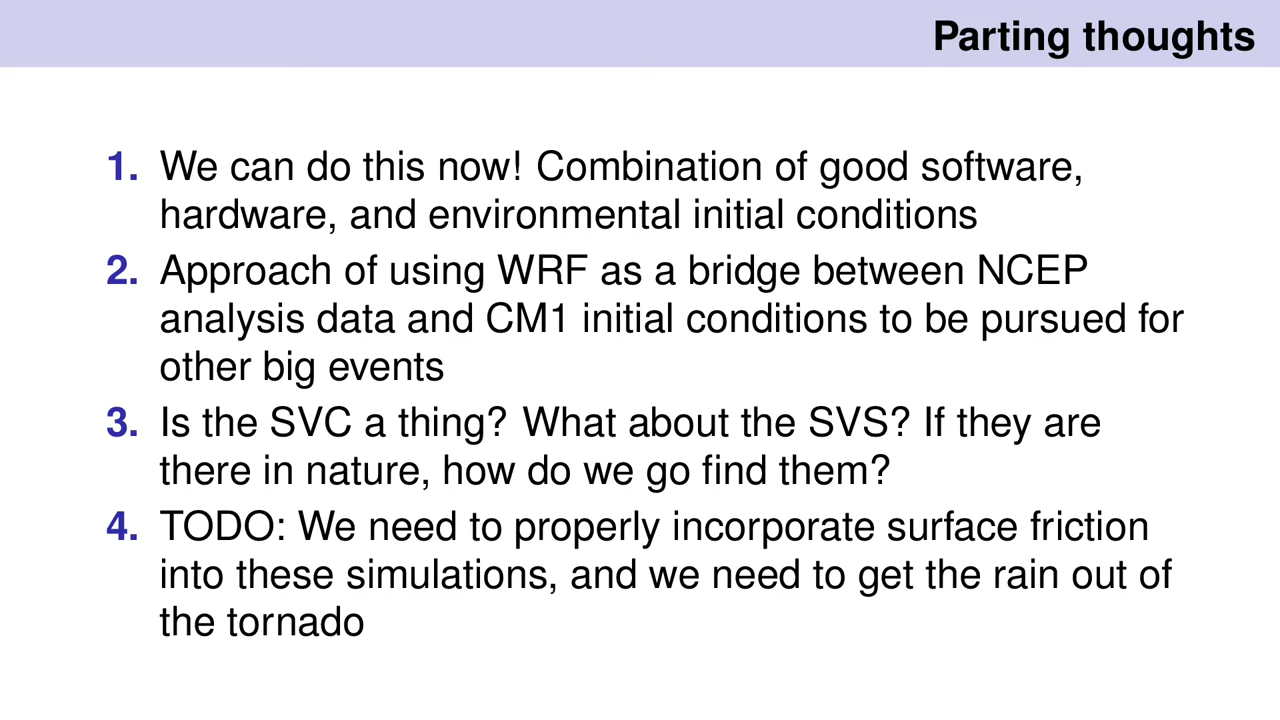 Parting thoughts
1. We can do this now! Combination of good software,
hardware, and environmental initial conditions
2. Approach of using WRF as a bridge between NCEP
analysis data and CM1 initial conditions to be pursued for
other big events
3. Is the SVC a thing? What about the SVS? If they are
there in nature, how do we go find them?
4. TODO: We need to properly incorporate surface friction
into these simulations, and we need to get the rain out of
the tornado